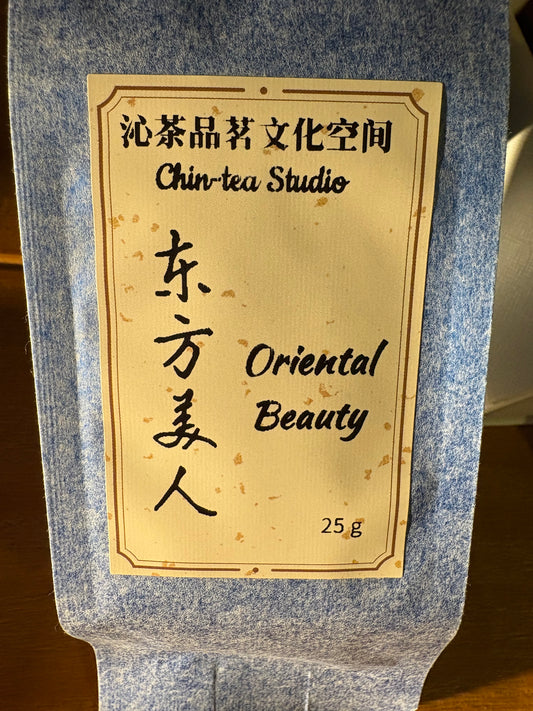 沁茶品茗文化空间
Chin-tea Studio
东方美人
Oriental
Beauty
25 g